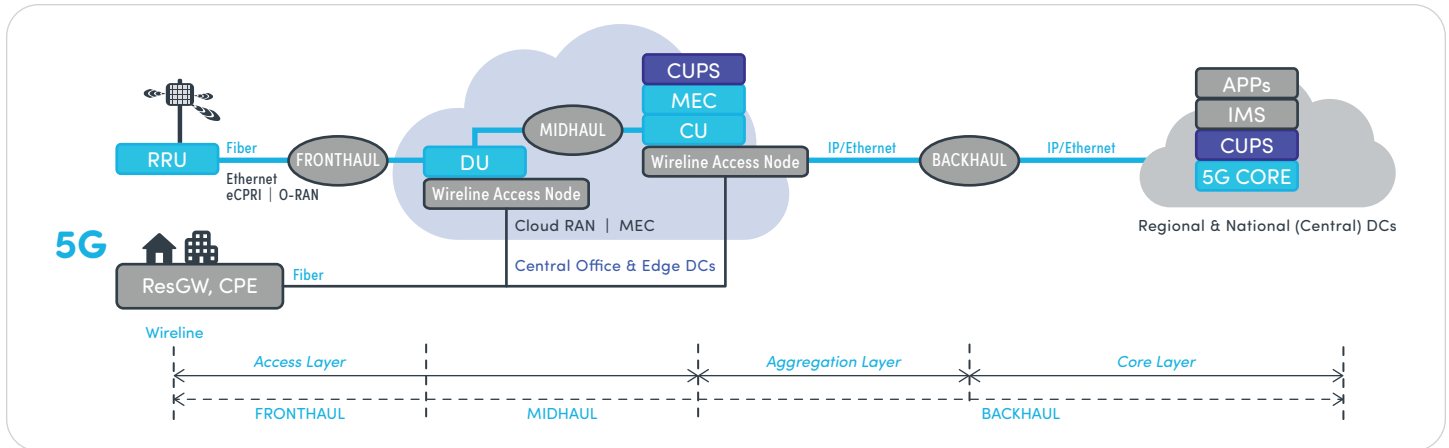 CUPS
MEC
CU
MIDHAUL
Wireline Access Node
RRU
Fiber
FRONTHAUL
Ethernet
eCPRI | O-RAN
DU
Wireline Access Node
IP/Ethernet
BACKHAUL
IP/Ethernet
APPs
IMS
CUPS
5G CORE
Regional & National (Central) DCs
Cloud RAN | MEC
Central Office & Edge DCs
5G
ResGW, CPE
Fiber
Wireline
Access Layer
Aggregation Layer
Core Layer
FRONTHAUL
MIDHAUL
BACKHAUL